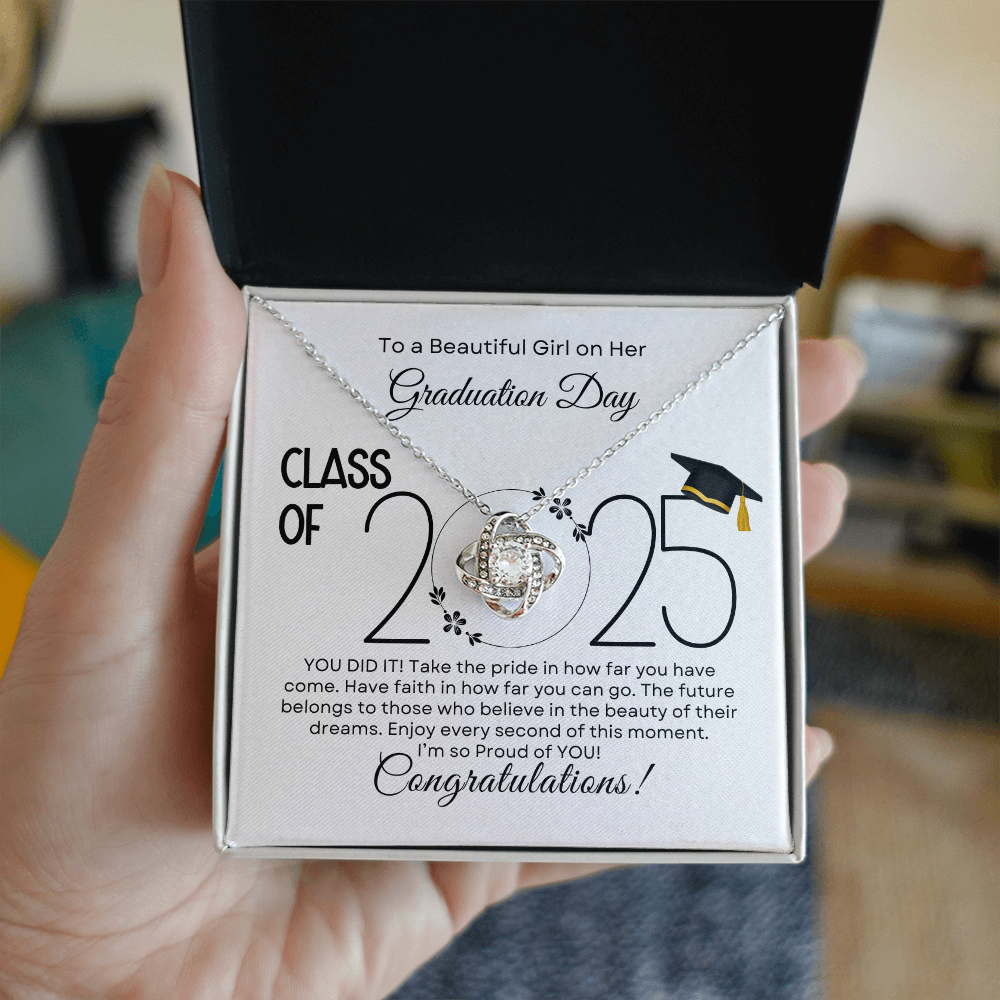 To a Beautiful Girl on Her
Graduation Day
CLASS
OF
2025
YOU DID IT! Take the pride in how far you have
come. Have faith in how far you can go. The future
belongs to those who believe in the beauty of their
dreams. Enjoy every second of this moment.
I'm so Proud of YOU!
Congratulations!